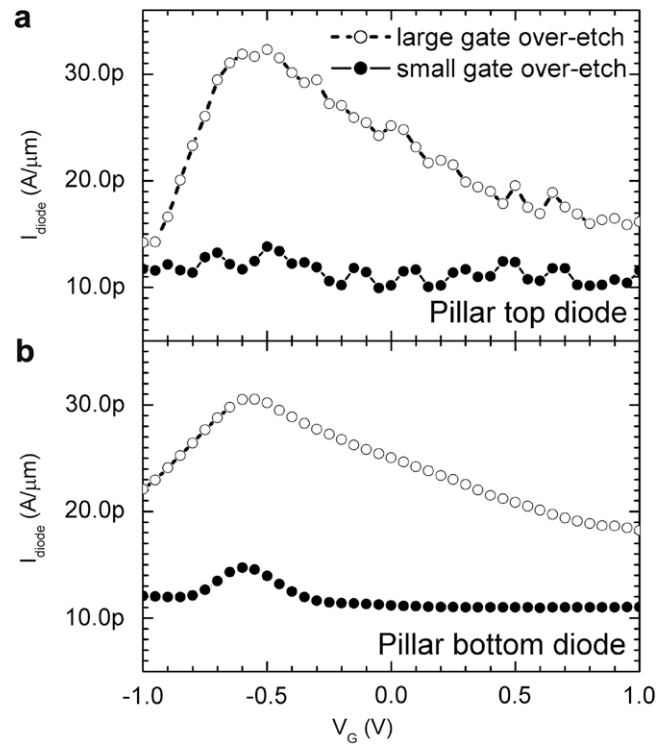 a
large gate over-etch
small gate over-etch
30.0p
20.0p
10.0p
I_diode (A/μm)
Pillar top diode
b
30.0p
20.0p
10.0p
I_diode (A/μm)
Pillar bottom diode
-1.0 -0.5 0.0 0.5 1.0
V_G (V)